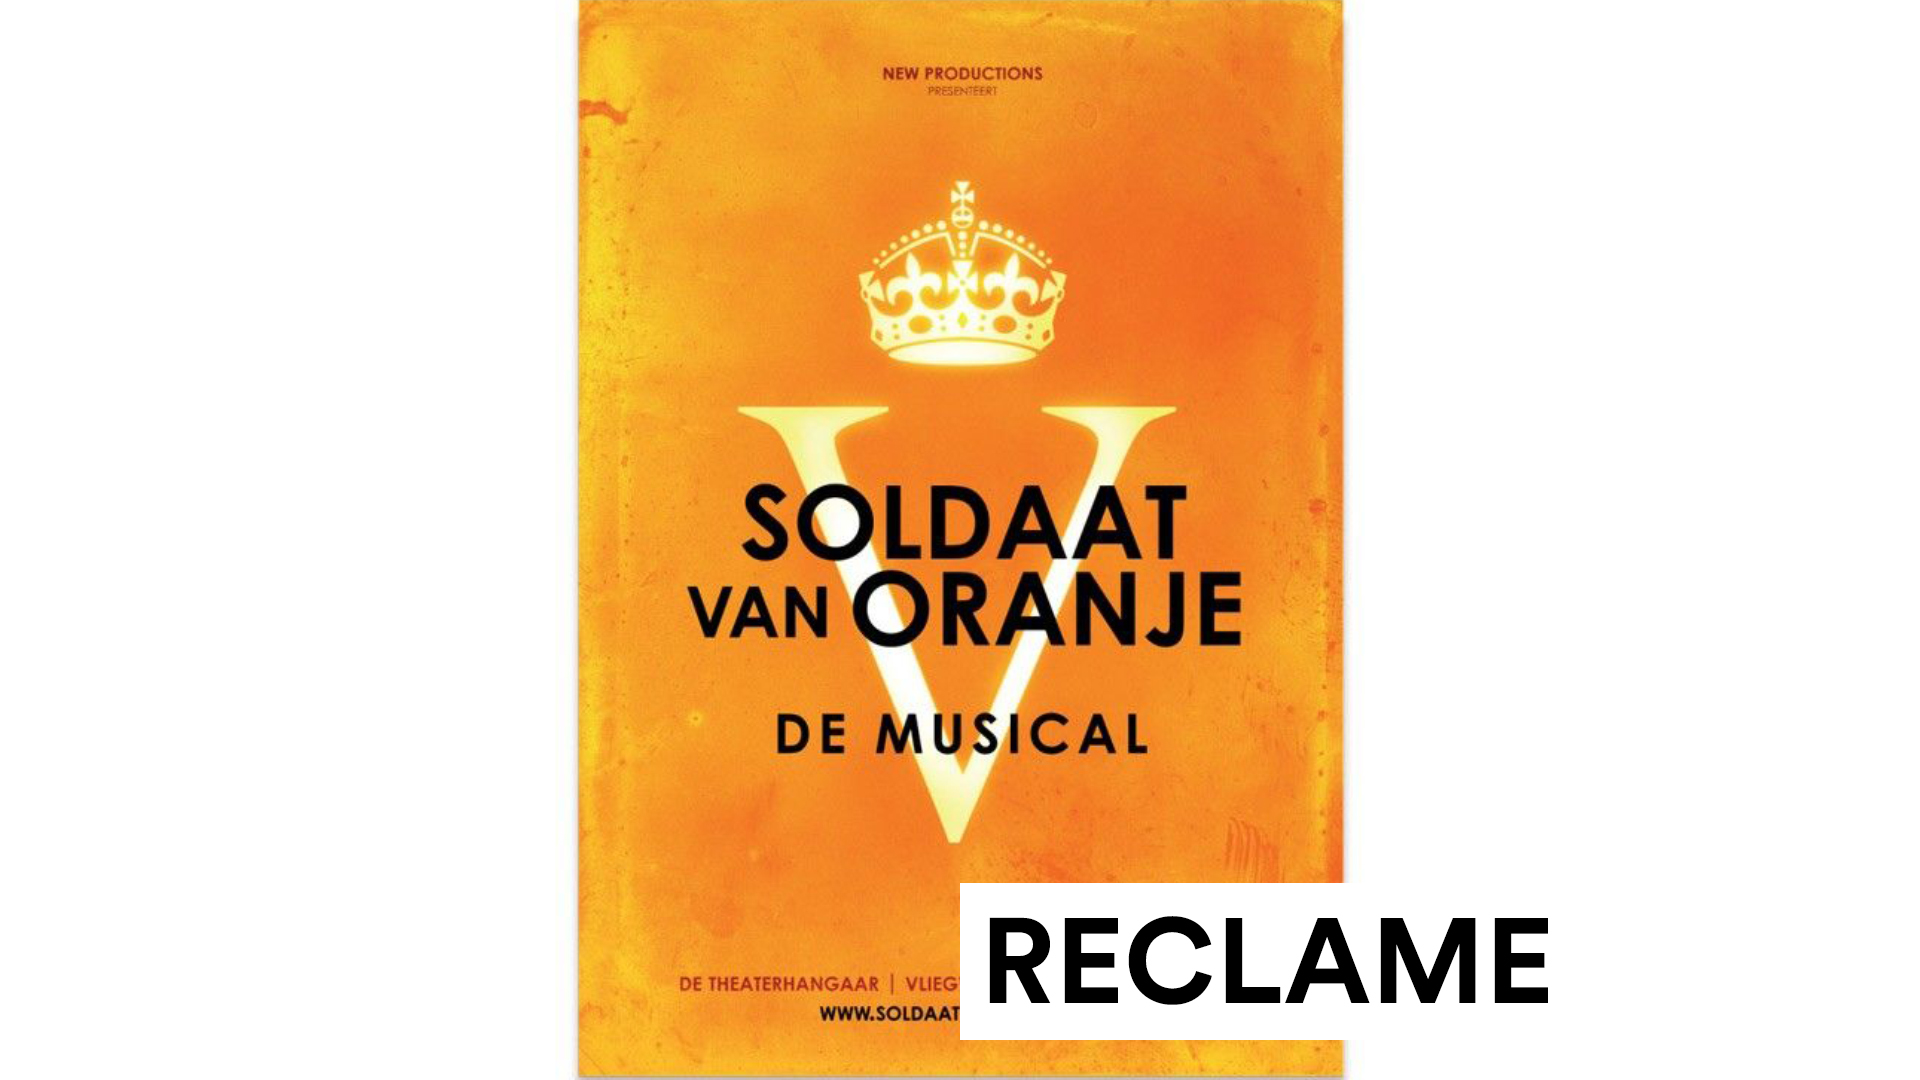 NEW PRODUCTIONS
PRESENTEERT
V
SOLDAAT
VAN ORANJE
DE MUSICAL
DE THEATERHANGAAR | VLIEG
WWW.SOLDAAT
RECLAME